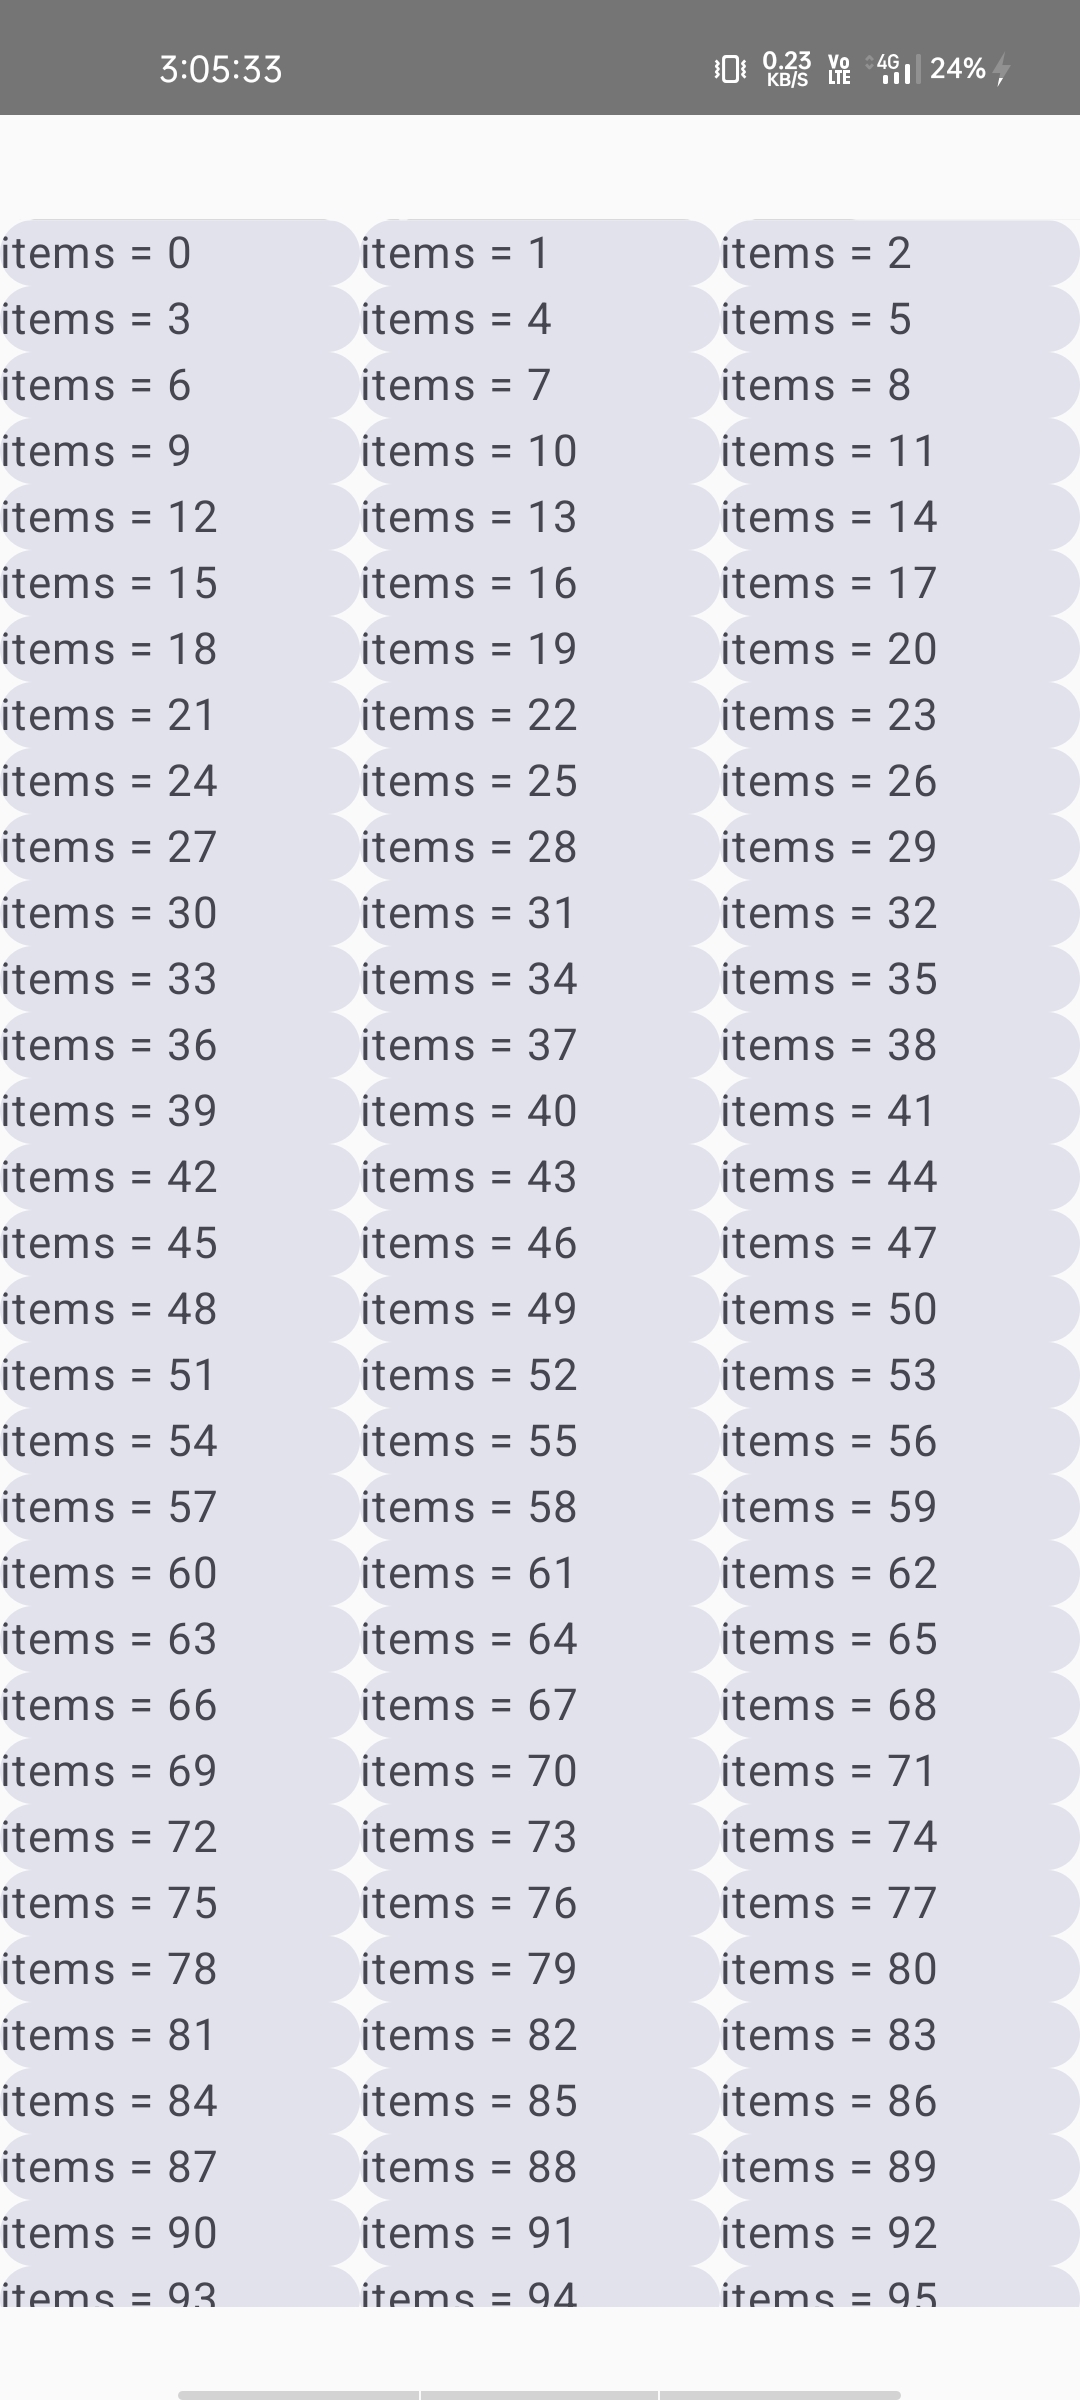 3:05:33 0.23 KB/S Vo LTE 4G 24%
items = 0 items = 1 items = 2
items = 3 items = 4 items = 5
items = 6 items = 7 items = 8
items = 9 items = 10 items = 11
items = 12 items = 13 items = 14
items = 15 items = 16 items = 17
items = 18 items = 19 items = 20
items = 21 items = 22 items = 23
items = 24 items = 25 items = 26
items = 27 items = 28 items = 29
items = 30 items = 31 items = 32
items = 33 items = 34 items = 35
items = 36 items = 37 items = 38
items = 39 items = 40 items = 41
items = 42 items = 43 items = 44
items = 45 items = 46 items = 47
items = 48 items = 49 items = 50
items = 51 items = 52 items = 53
items = 54 items = 55 items = 56
items = 57 items = 58 items = 59
items = 60 items = 61 items = 62
items = 63 items = 64 items = 65
items = 66 items = 67 items = 68
items = 69 items = 70 items = 71
items = 72 items = 73 items = 74
items = 75 items = 76 items = 77
items = 78 items = 79 items = 80
items = 81 items = 82 items = 83
items = 84 items = 85 items = 86
items = 87 items = 88 items = 89
items = 90 items = 91 items = 92
items = 93 items = 94 items = 95